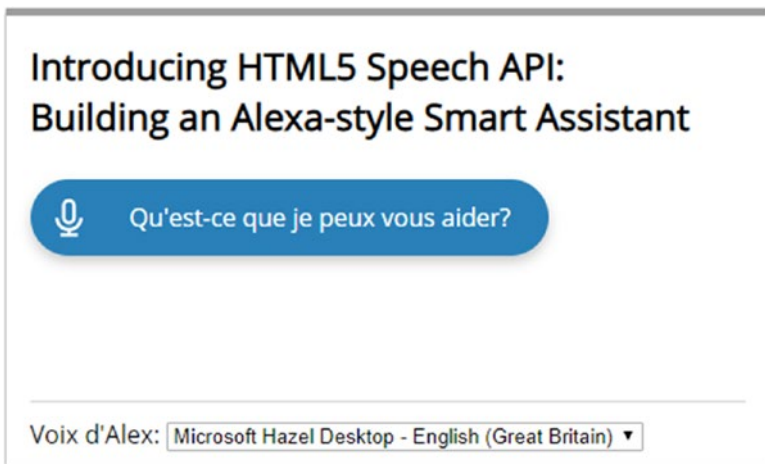 Introducing HTML5 Speech API:
Building an Alexa-style Smart Assistant
Qu'est-ce que je peux vous aider?
Voix d'Alex: Microsoft Hazel Desktop - English (Great Britain)